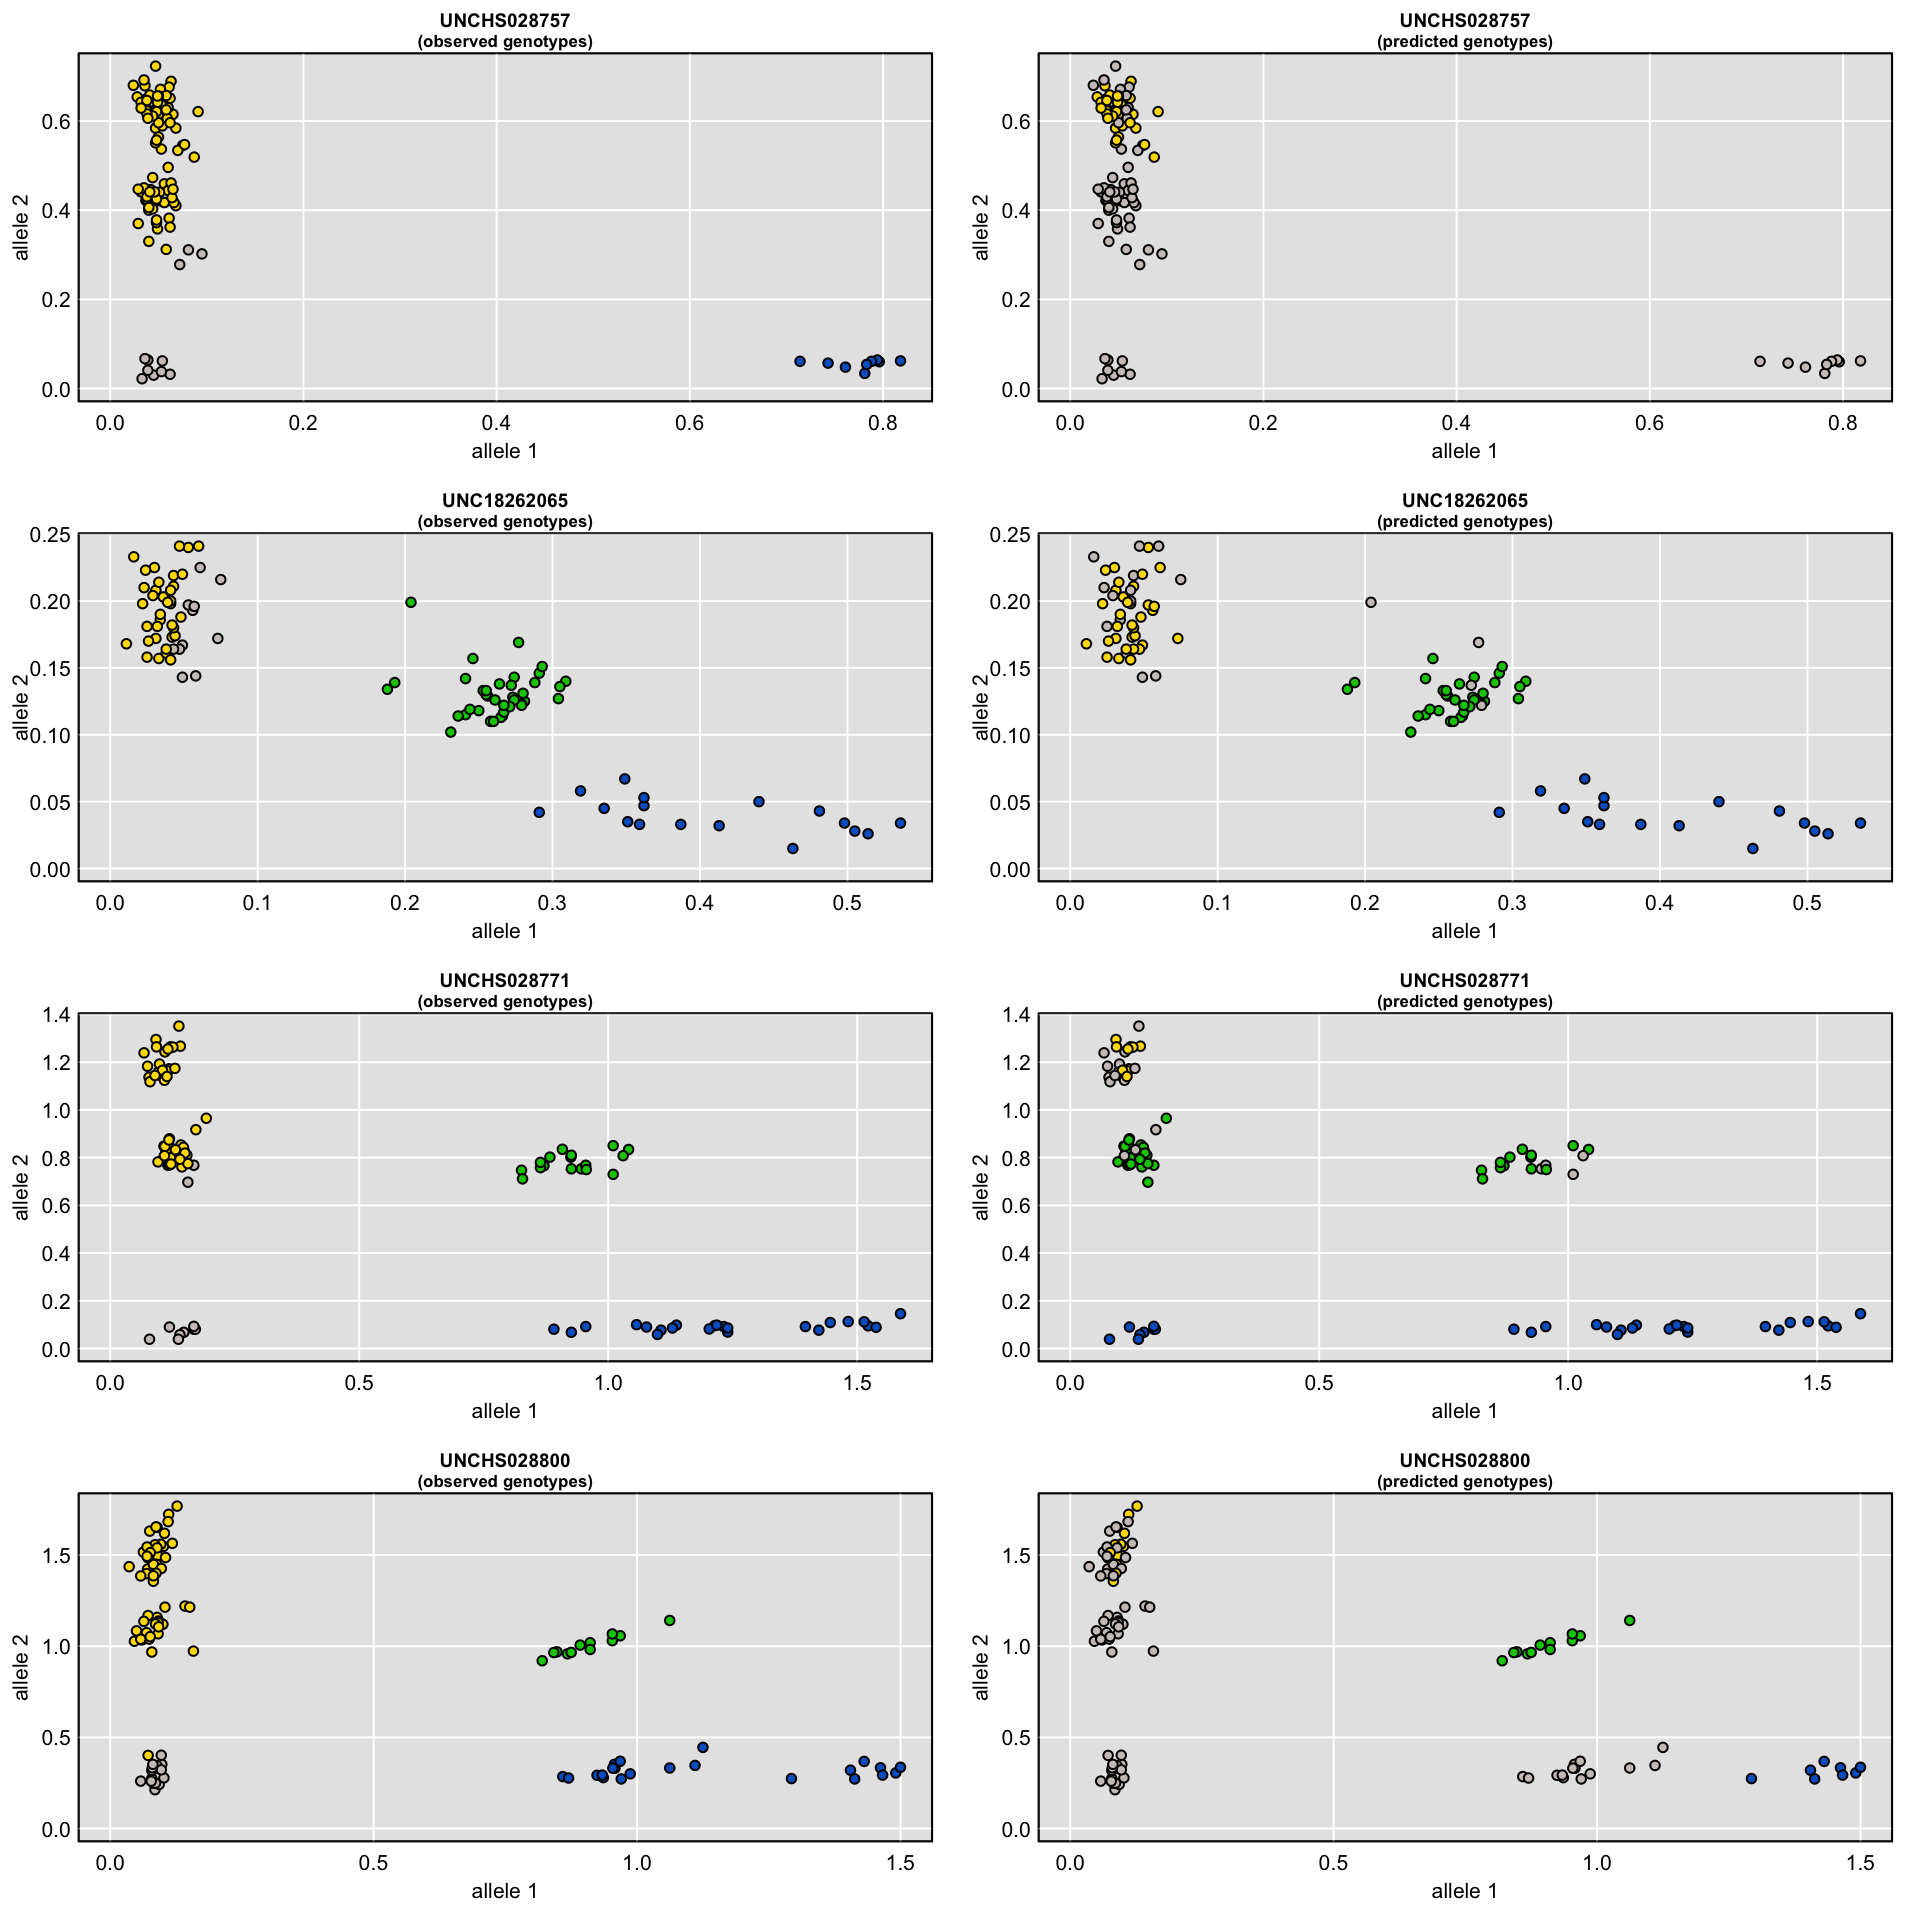 UNCHS028757
(observed genotypes)
allele 2
0.6
0.4
0.2
0.0
0.0 0.2 0.4 0.6 0.8
allele 1
UNCHS028757
(predicted genotypes)
allele 2
0.6
0.4
0.2
0.0
0.0 0.2 0.4 0.6 0.8
allele 1
UNC18262065
(observed genotypes)
allele 2
0.25
0.20
0.15
0.10
0.05
0.00
0.0 0.1 0.2 0.3 0.4 0.5
allele 1
UNC18262065
(predicted genotypes)
allele 2
0.25
0.20
0.15
0.10
0.05
0.00
0.0 0.1 0.2 0.3 0.4 0.5
allele 1
UNCHS028771
(observed genotypes)
allele 2
1.4
1.2
1.0
0.8
0.6
0.4
0.2
0.0
0.0 0.5 1.0 1.5
allele 1
UNCHS028771
(predicted genotypes)
allele 2
1.4
1.2
1.0
0.8
0.6
0.4
0.2
0.0
0.0 0.5 1.0 1.5
allele 1
UNCHS028800
(observed genotypes)
allele 2
1.5
1.0
0.5
0.0
0.0 0.5 1.0 1.5
allele 1
UNCHS028800
(predicted genotypes)
allele 2
1.5
1.0
0.5
0.0
0.0 0.5 1.0 1.5
allele 1